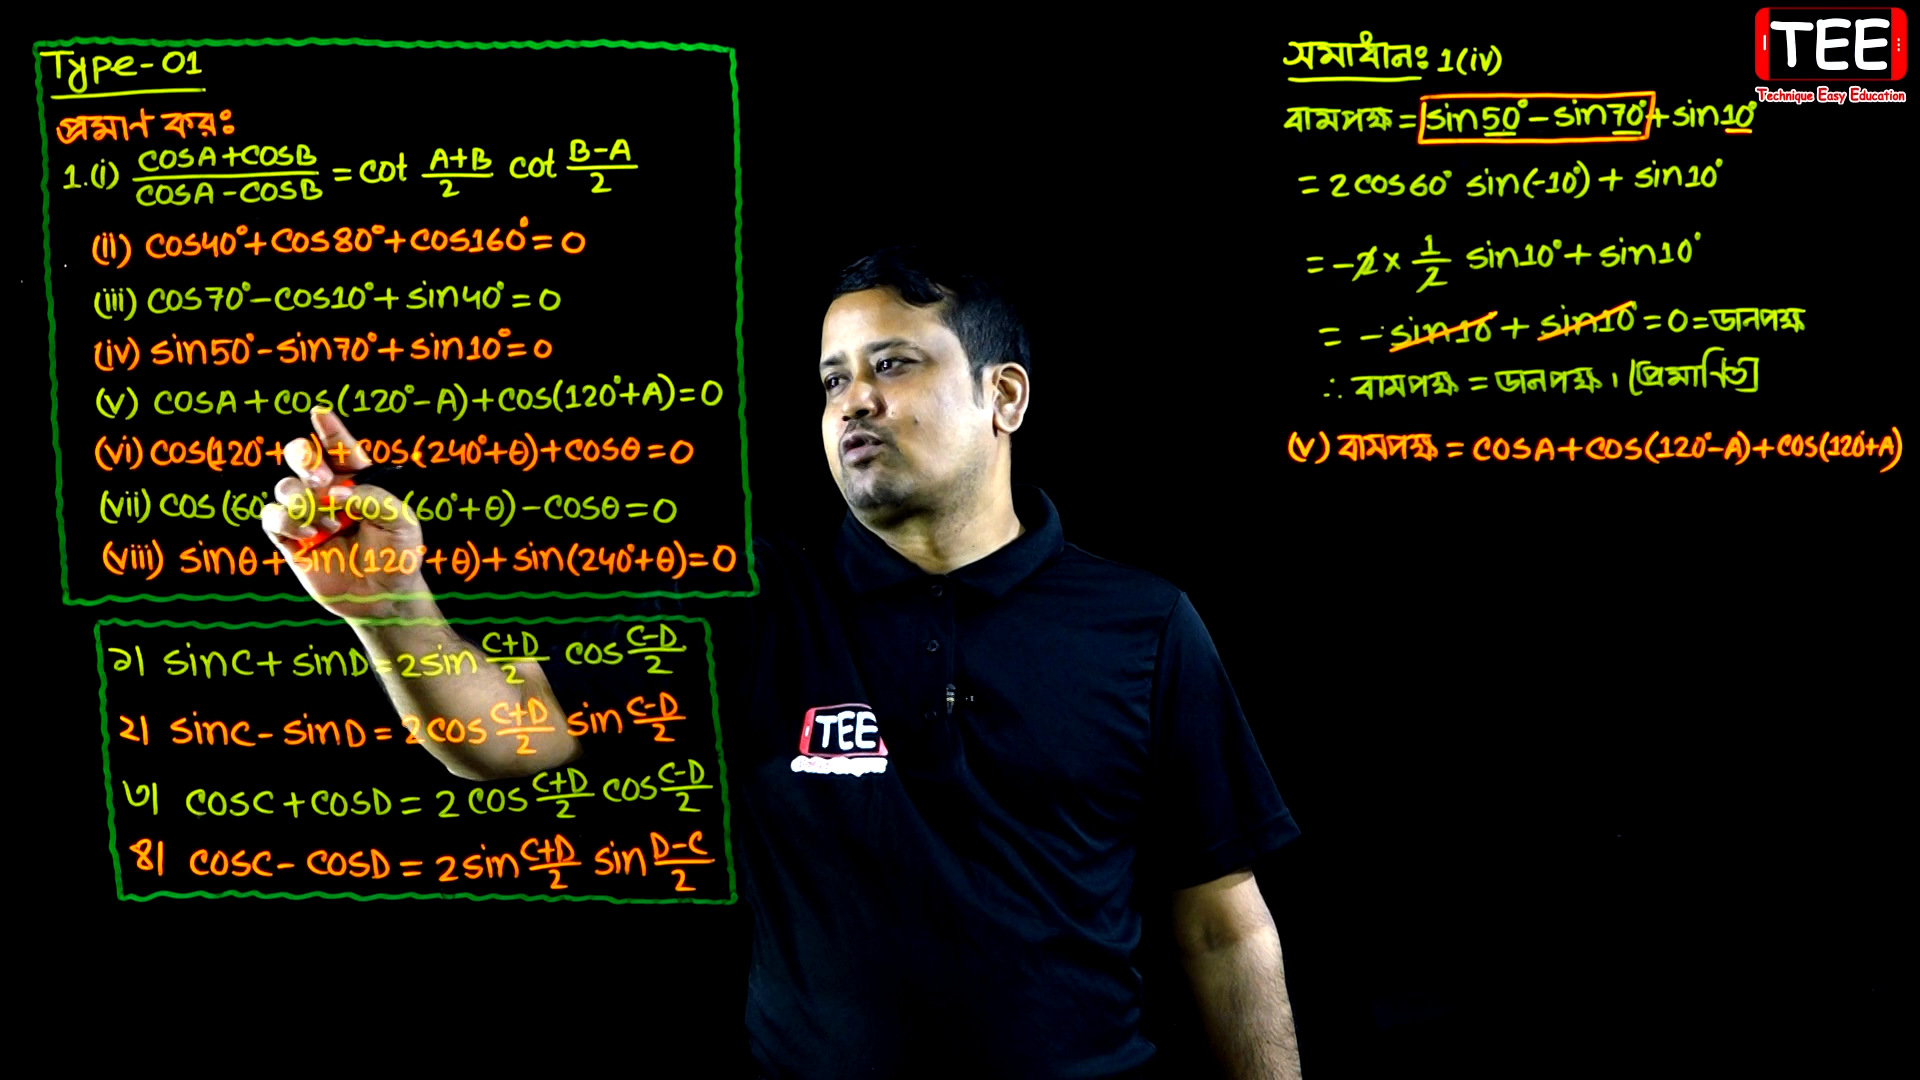 Type-01
প্রমাণ কর:
1.(i) cosA+cosB/cosA-cosB = cot A+B/2 cot B-A/2
(ii) cos40°+cos80°+cos160°=0
(iii) cos70°-cos10°+sin40°=0
(iv) sin50°-sin70°+sin10°=0
(v) cosA+cos(120°-A)+cos(120°+A)=0
(vi) cos(120°+θ)+cos(240°+θ)+cosθ=0
(vii) cos(60°-θ)+cos(60°+θ)-cosθ=0
(viii) sinθ+sin(120°+θ)+sin(240°+θ)=0
১। sinC+sinD=2sin C+D/2 cos C-D/2
২। sinC-sinD=2cos C+D/2 sin C-D/2
৩। cosC+cosD=2cos C+D/2 cos C-D/2
৪। cosC-cosD=2sin C+D/2 sin D-C/2
TEE
সমাধান: 1(iv)
বামপক্ষ = sin50°-sin70°+sin10°
= 2cos60° sin(-10°)+sin10°
= -2×1/2 sin10°+sin10°
= -sin10°+sin10°=0=ডানপক্ষ
∴ বামপক্ষ = ডানপক্ষ। [প্রমাণিত]
(v) বামপক্ষ = cosA+cos(120°-A)+cos(120°+A)
TEE
Technique Easy Education